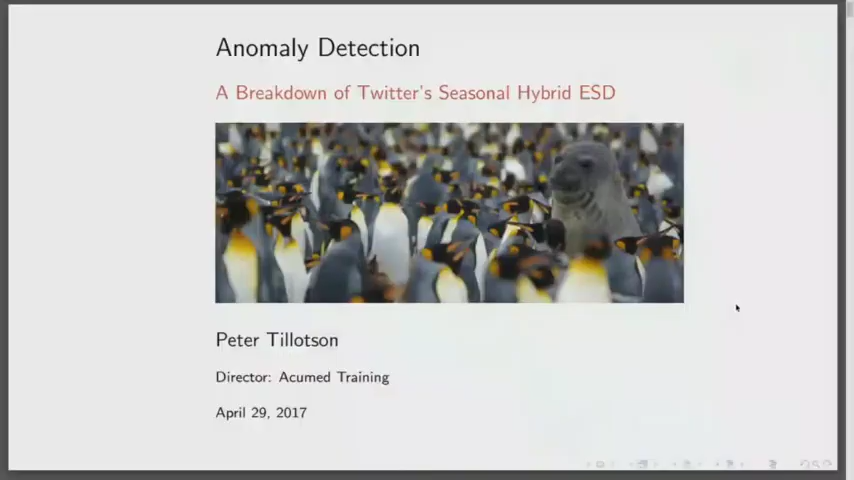 Anomaly Detection
A Breakdown of Twitter's Seasonal Hybrid ESD
Peter Tillotson
Director: Acumed Training
April 29, 2017